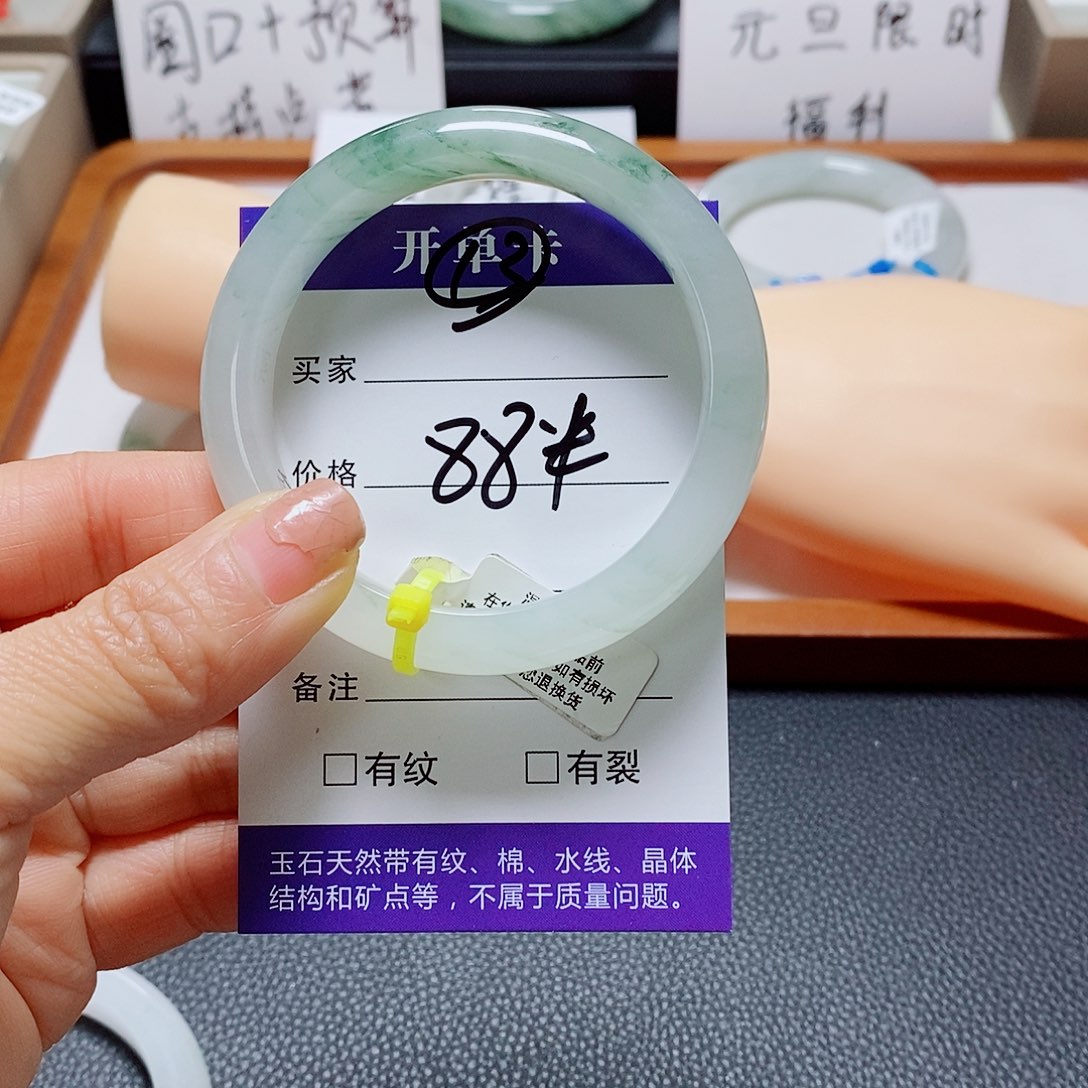 圈口+预算
元旦限时
福利
开单卡
13
买家
价格 88半
备注
前
如有损坏
退换货
□有纹 □有裂
玉石天然带有纹、棉、水线、晶体
结构和矿点等，不属于质量问题。